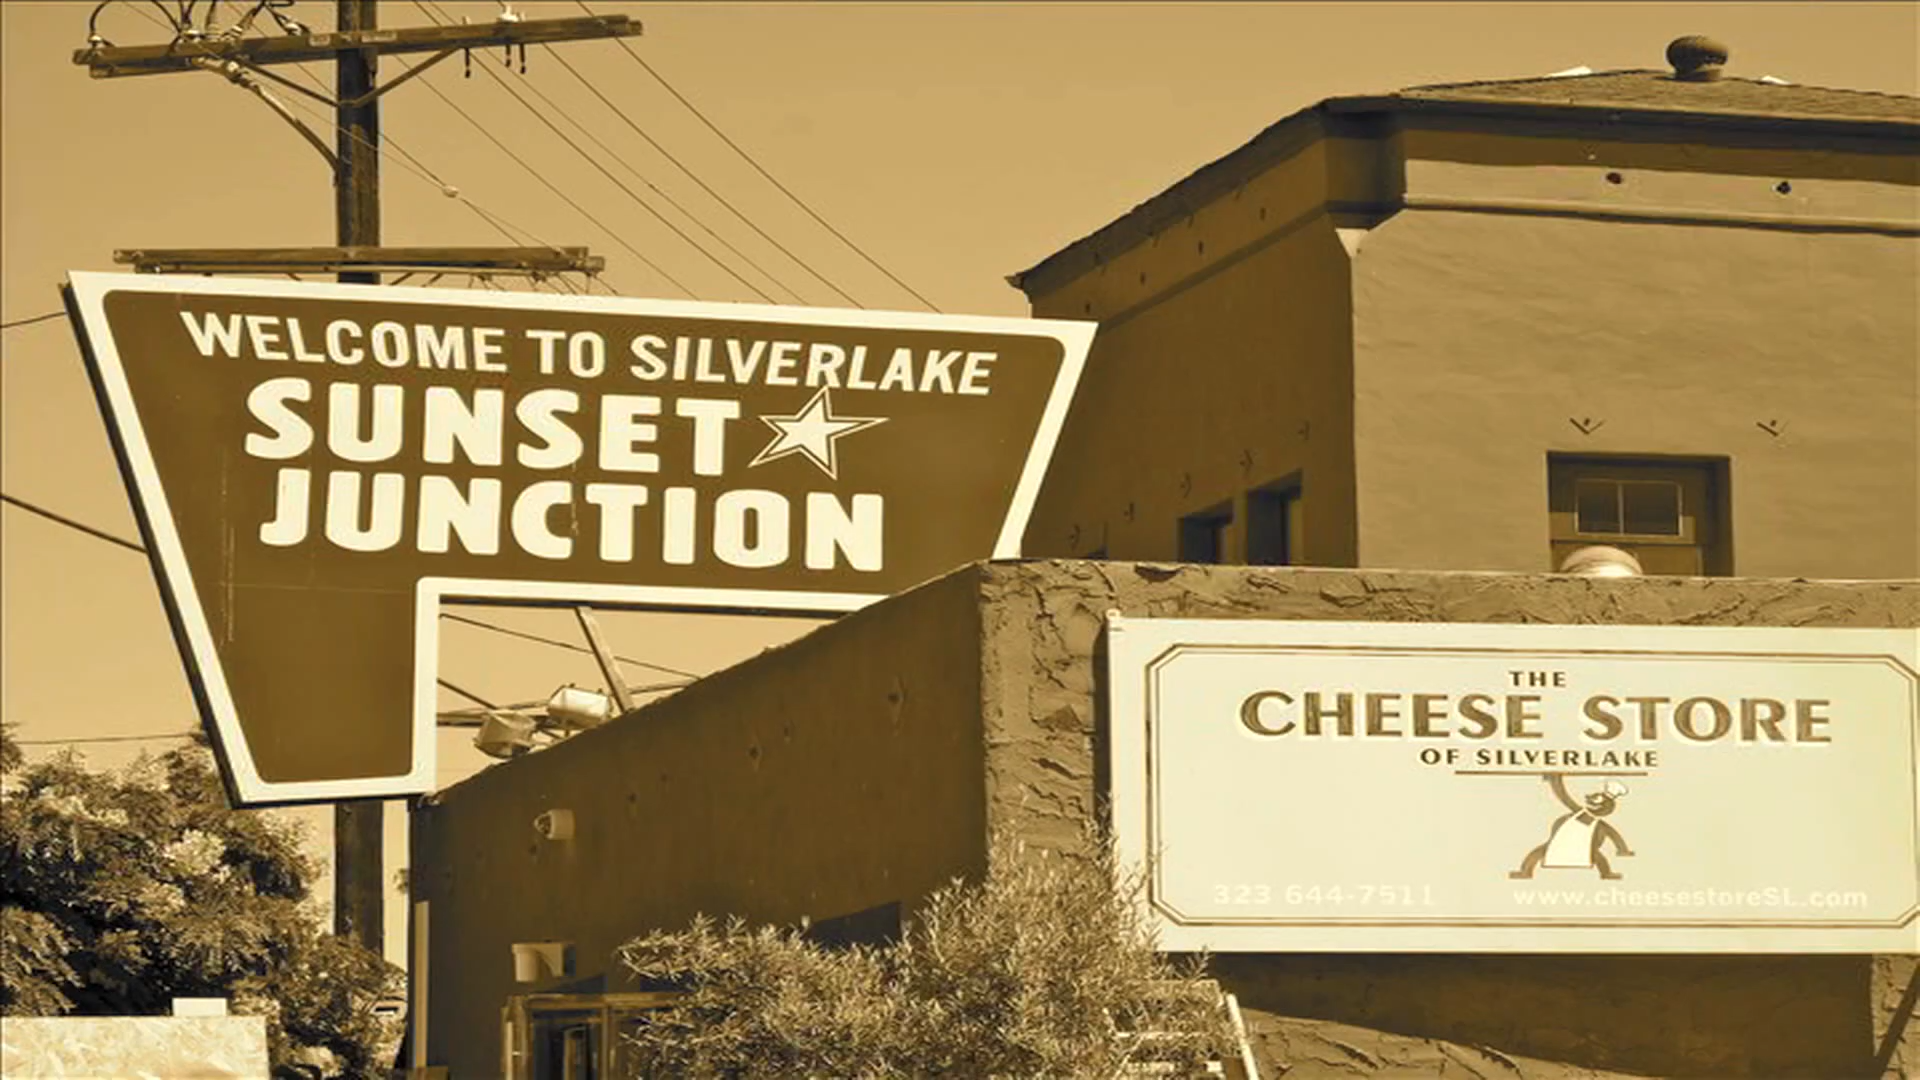 WELCOME TO SILVERLAKE
SUNSET
JUNCTION
THE
CHEESE STORE
OF SILVERLAKE
323 644-7511
www.cheesestoreSL.com